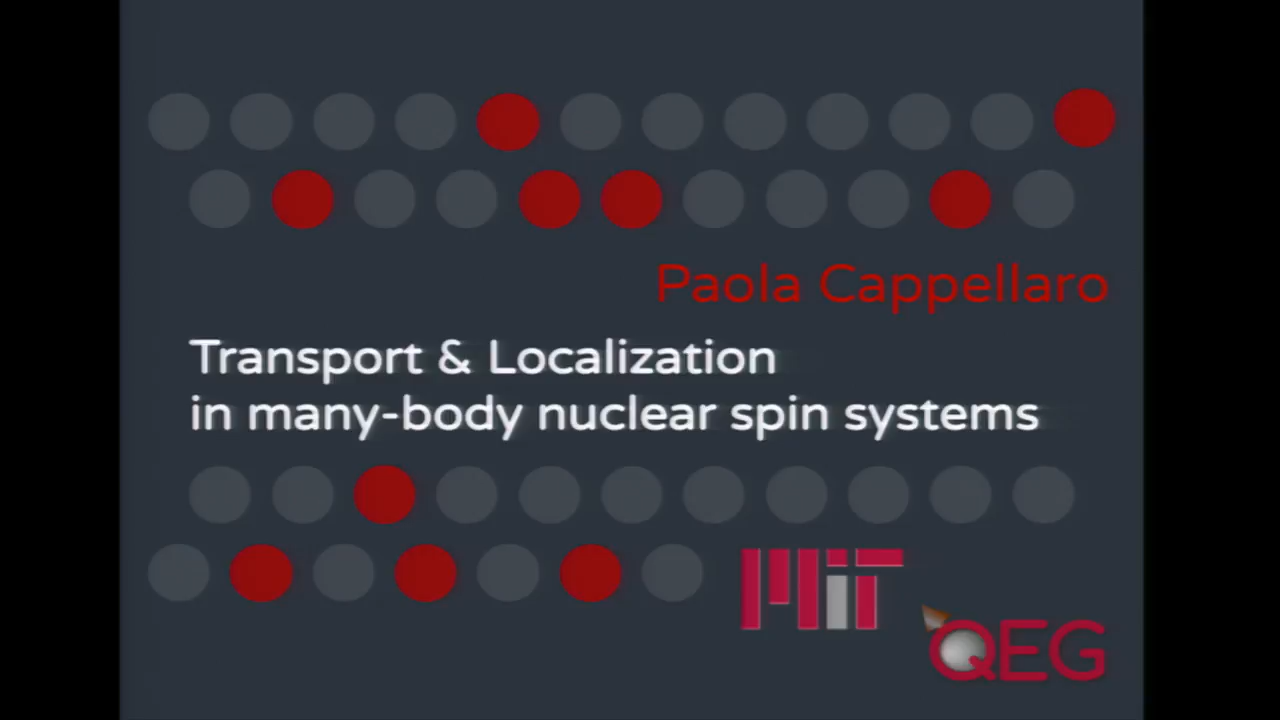 Paola Cappellaro
Transport & Localization
in many-body nuclear spin systems
MIT
QEG